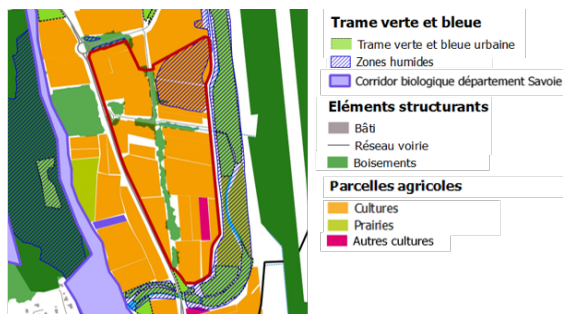 Trame verte et bleue
Trame verte et bleue urbaine
Zones humides
Corridor biologique département Savoie
Eléments structurants
Bâti
Réseau voirie
Boisements
Parcelles agricoles
Cultures
Prairies
Autres cultures